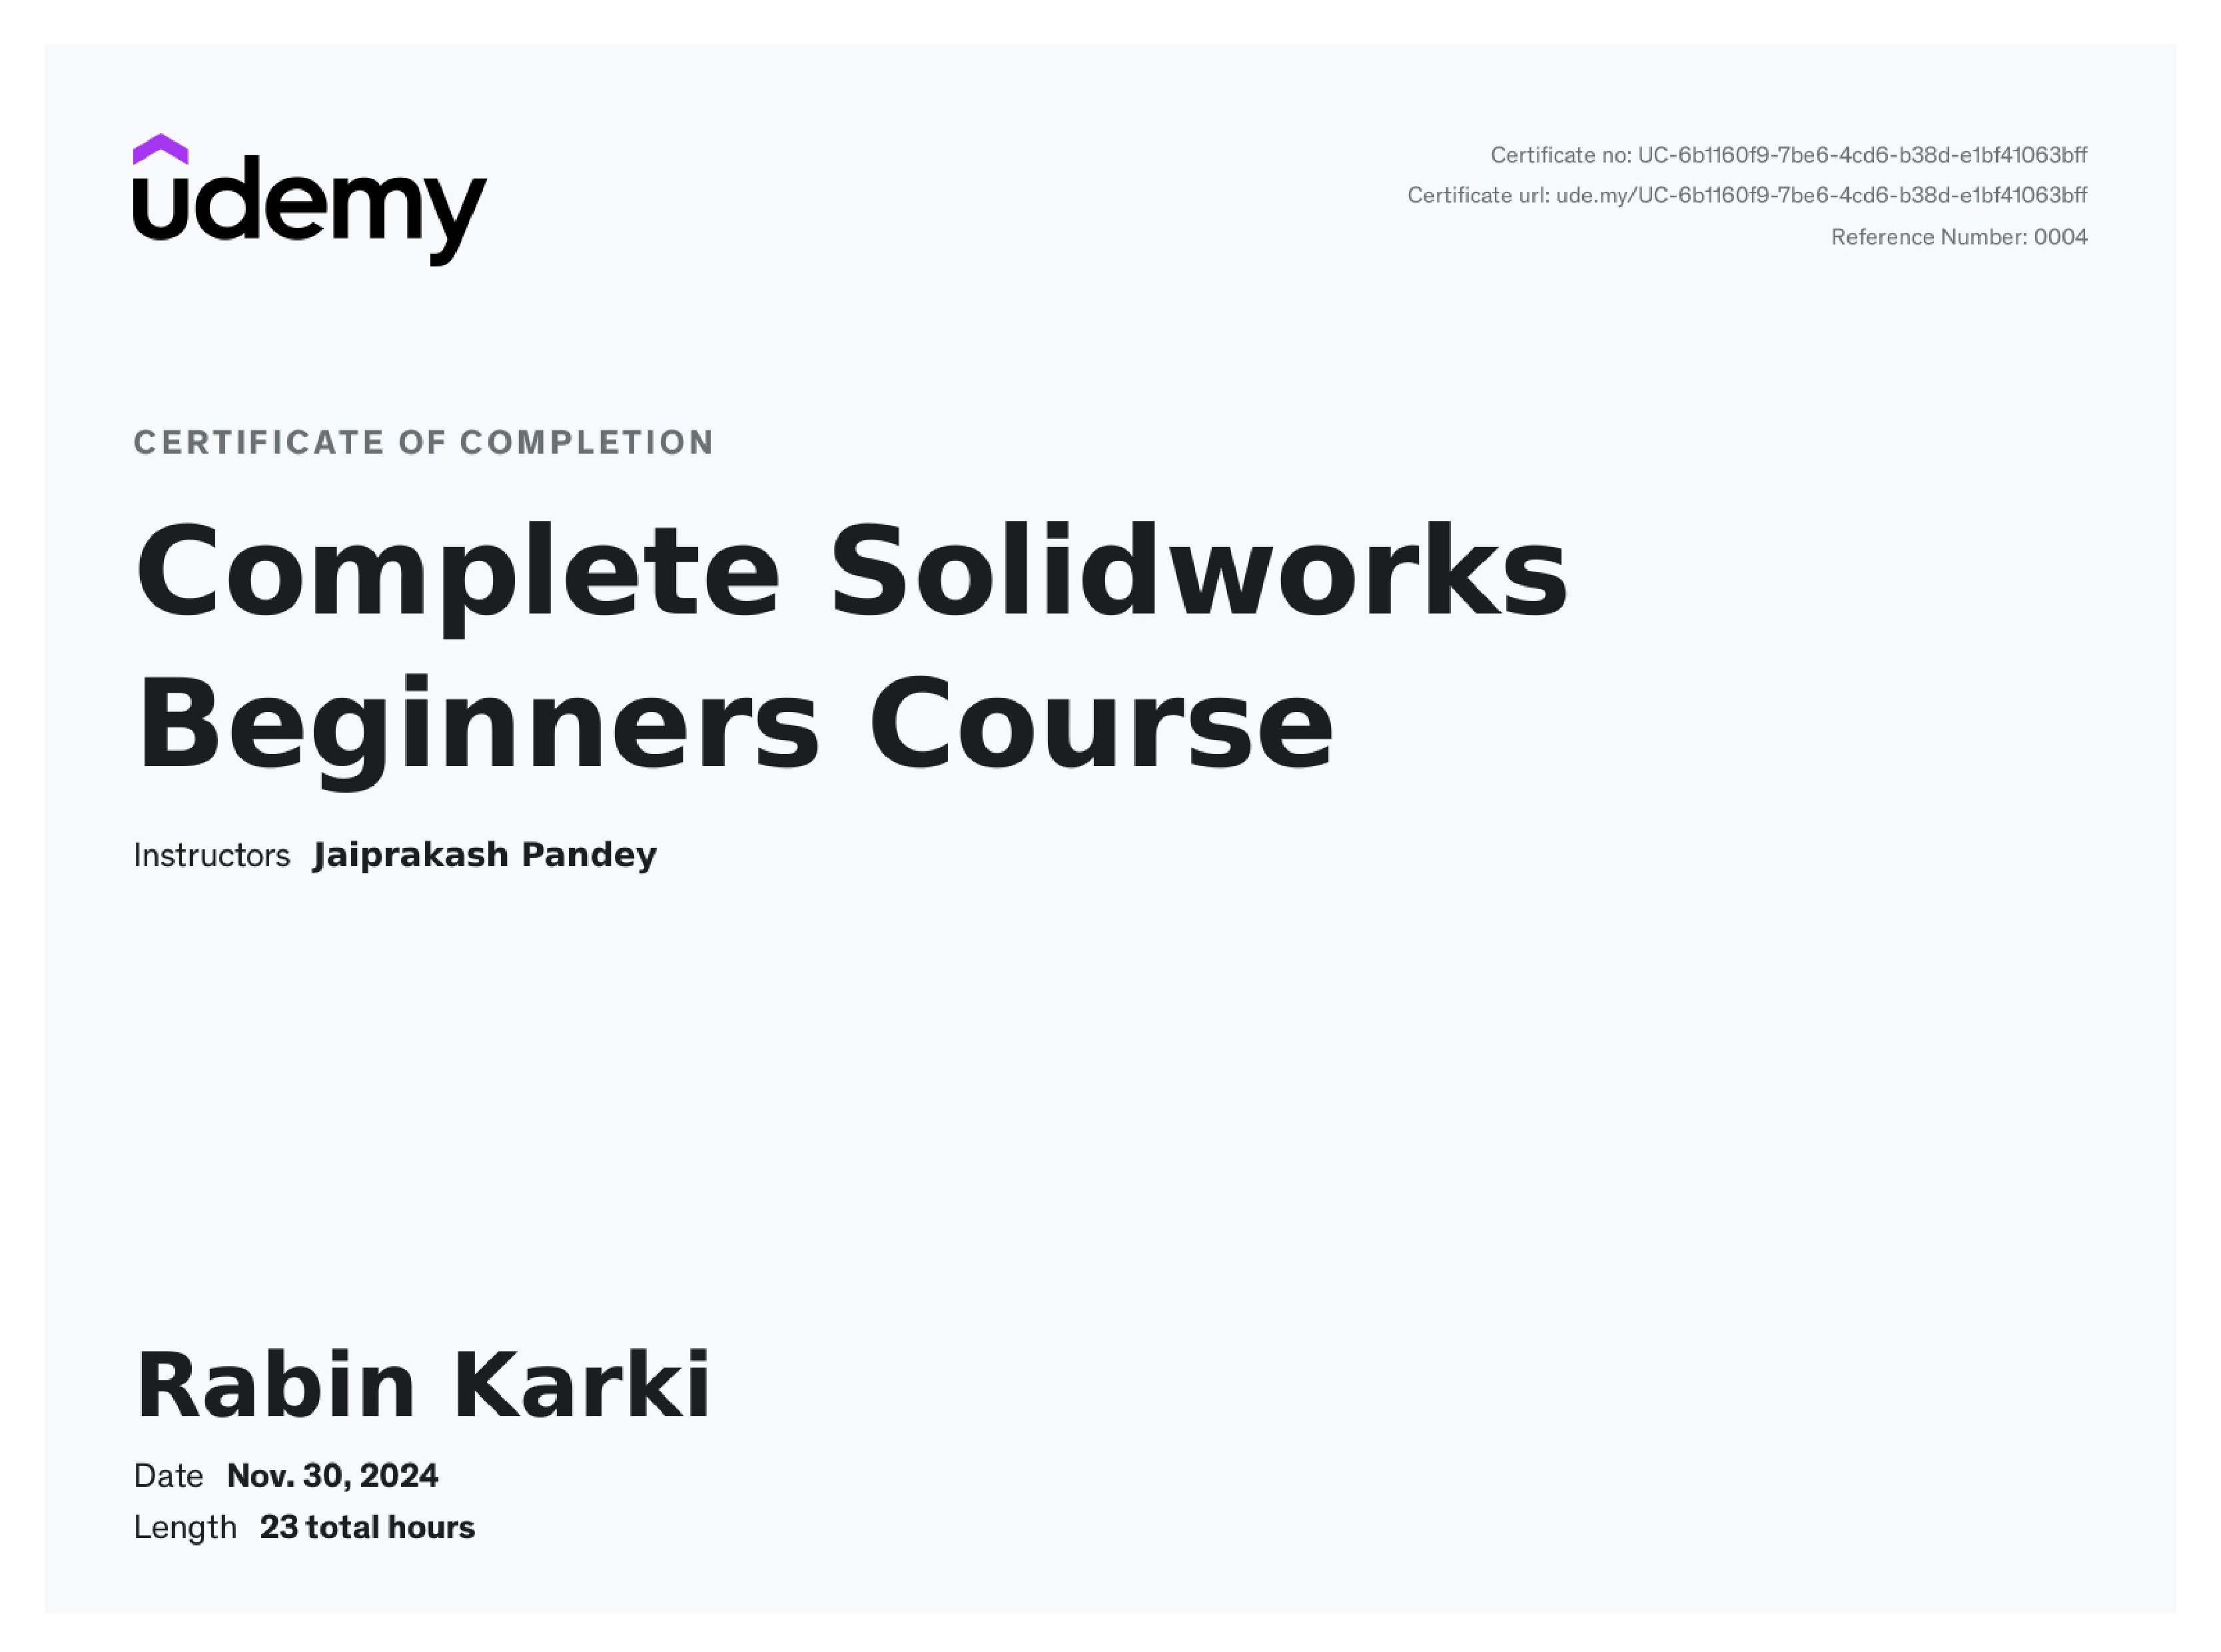 udemy
Certificate no: UC-6b1160f9-7be6-4cd6-b38d-e1bf41063bff
Certificate url: ude.my/UC-6b1160f9-7be6-4cd6-b38d-e1bf41063bff
Reference Number: 0004
CERTIFICATE OF COMPLETION
Complete Solidworks
Beginners Course
Instructors Jaiprakash Pandey
Rabin Karki
Date Nov. 30, 2024
Length 23 total hours